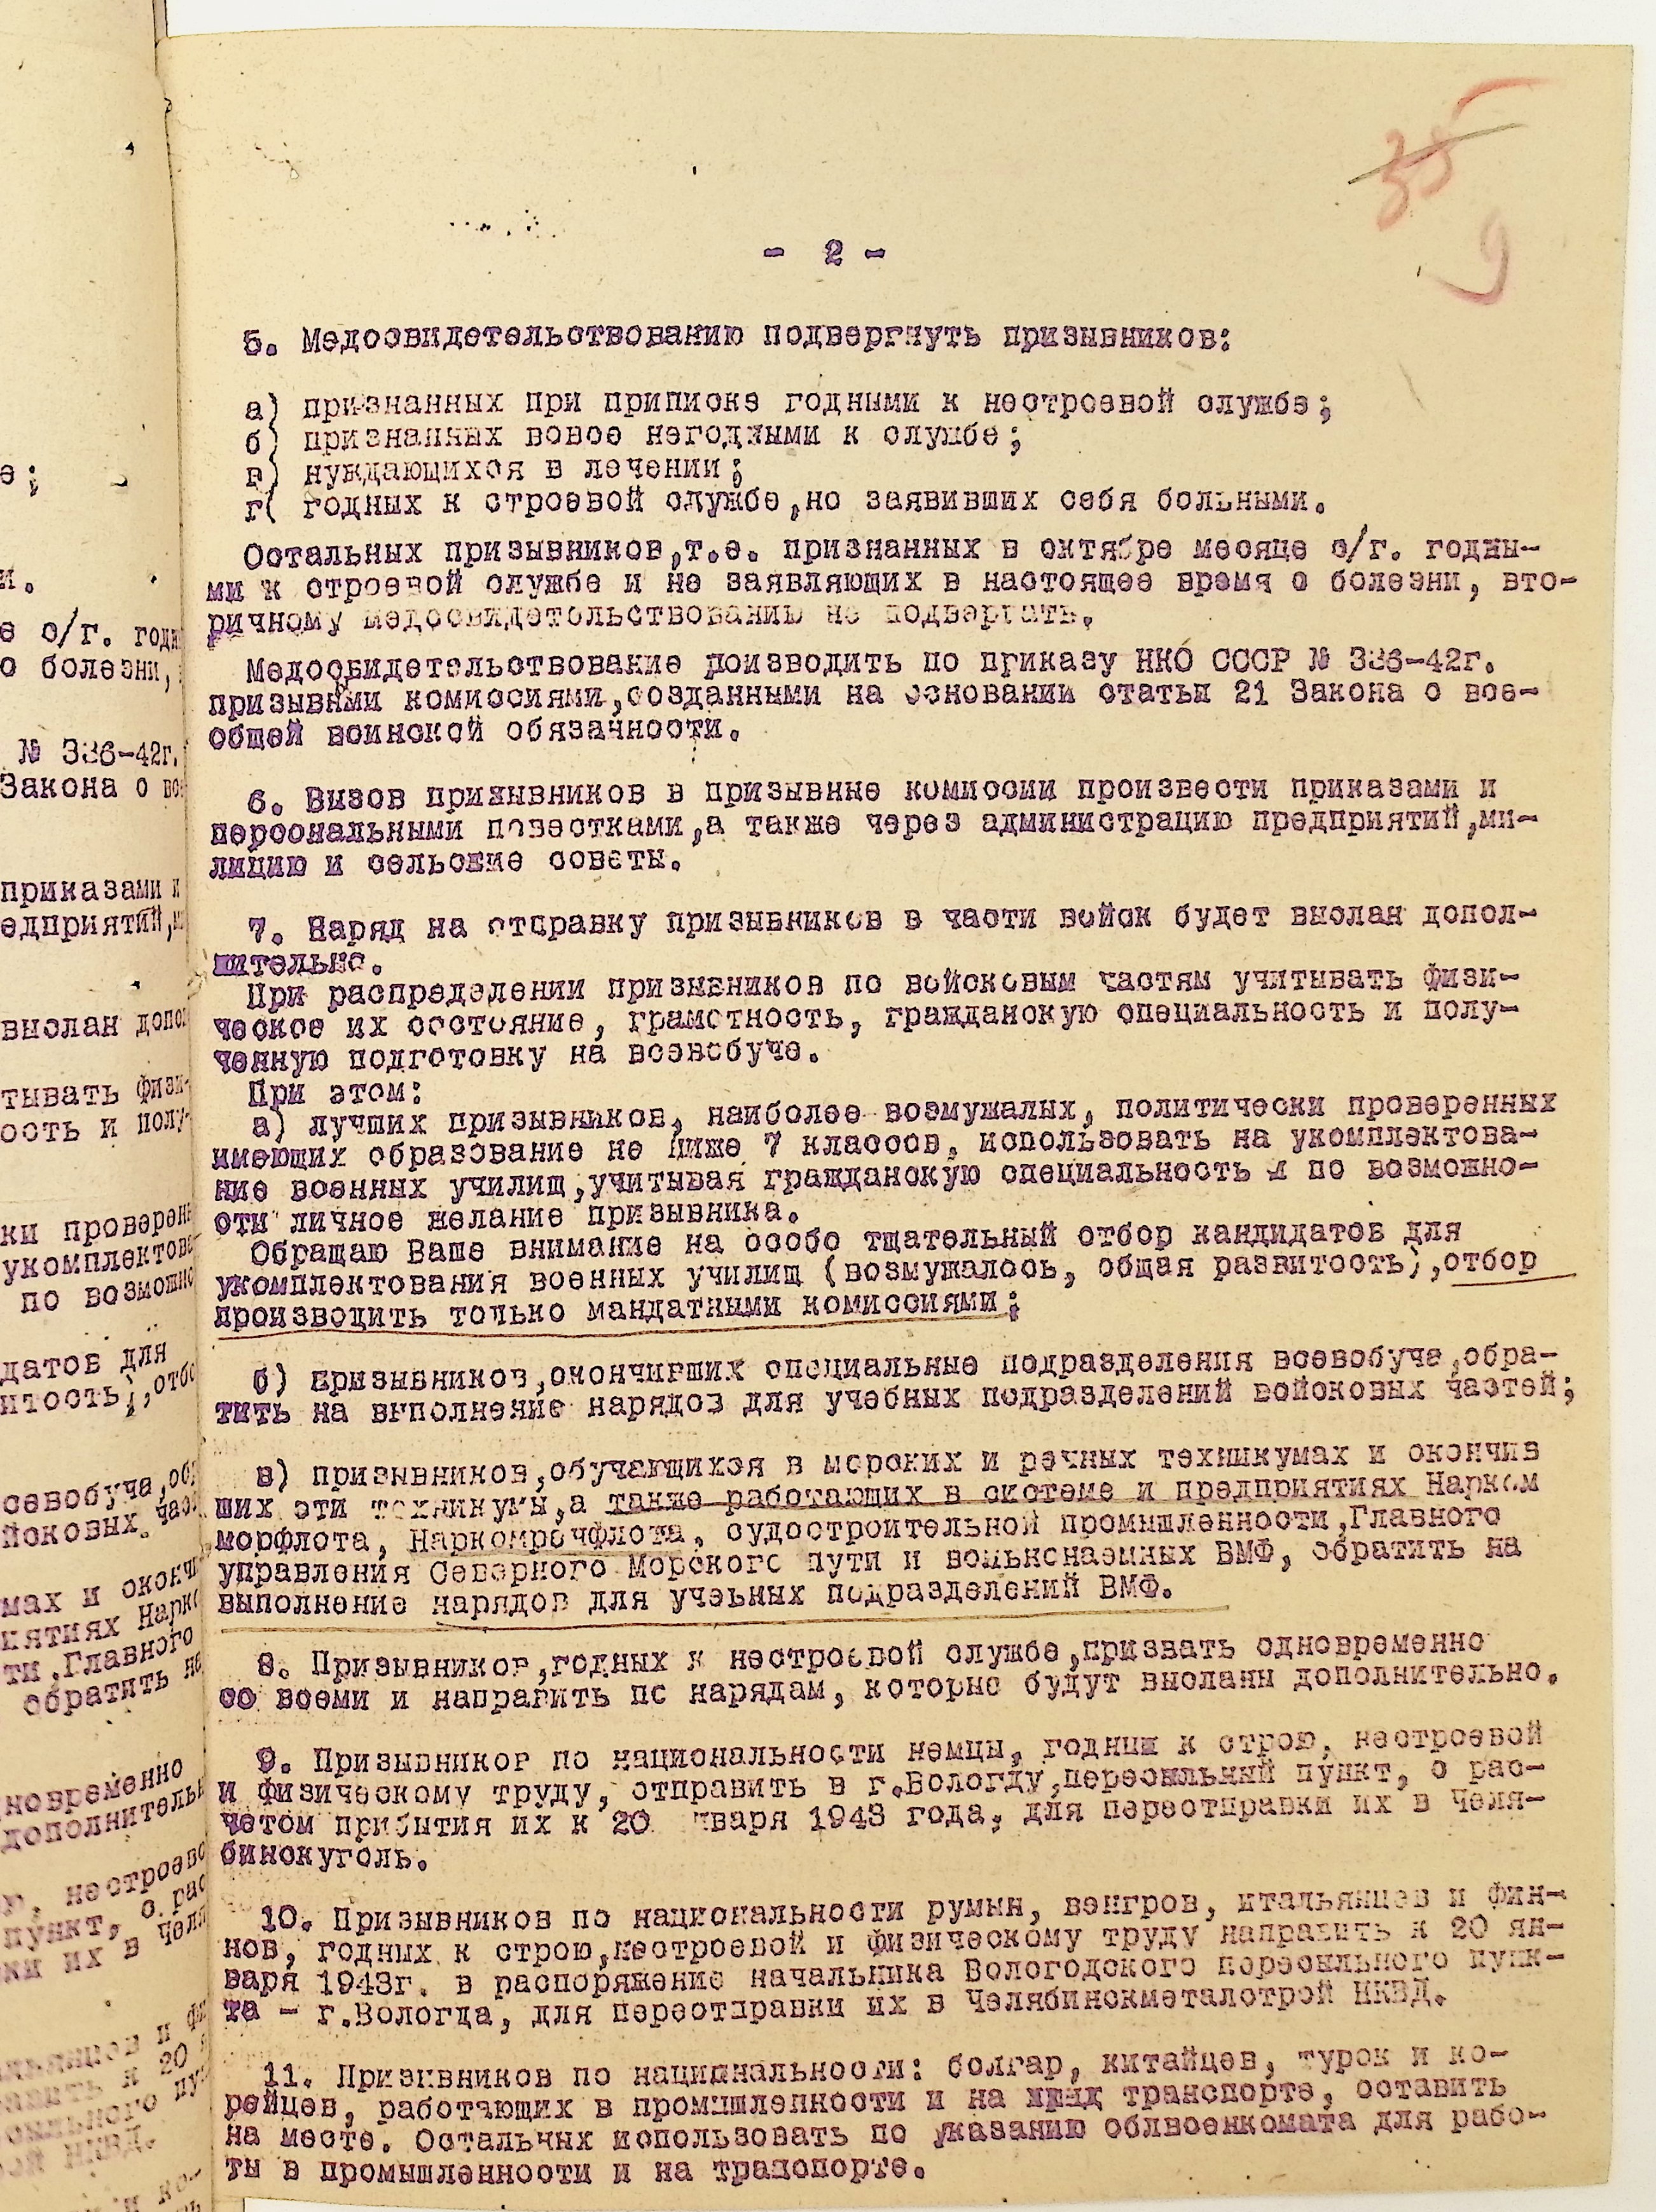 35
9
- 2 -
5. Медосвидетельствованию подвергнуть призывников:
а) признанных при приписке годными к нестроевой службе;
б) признанных вовсе негодными к службе;
в) нуждающихся в лечении;
г( годных к строевой службе,но заявивших себя больными.
Остальных призывников,т.е. признанных в октябре месяце с/г. годны-
ми к строевой службе и не заявляющих в настоящее время о болезни, вто-
ричному медосвидетельствованию не подвергать.
Медосвидетельствование поизводить по приказу НКО СССР № 336-42г.
призывными комиссиями,созданными на основании статьи 21 Закона о все-
общей воинской обязанности.
6. Вызов призывников в призывные комиссии произвести приказами и
персональными повестками,а также через администрацию предприятий,ми-
лицию и сельские советы.
7. Наряд на отправку призывников в части войск будет выслан допол-
нительно.
При распределении призывников по войсковым частям учитывать физи-
ческое их состояние, грамотность, гражданскую специальность и полу-
ченную подготовку на всевобуче.
При этом:
а) лучших призывников, наиболее возмужалых, политически проверенных
имеющих образование не ниже 7 классов, использовать на укомплектова-
ние военных училищ,учитывая гражданскую специальность и по возможно-
сти личное желание призывника.
Обращаю Ваше внимание на особо тщательный отбор кандидатов для
укомплектования военных училищ (возмужалось, общая развитость),отбор
производить только мандатными комиссиями;
б) призывников,окончивших специальные подразделения всевобуча,обра-
тить на выполнение нарядов для учебных подразделений войсковых частей;
в) призывников,обучающихся в морских и речных техникумах и окончив
ших эти техникумы,а также работающих в системе и предприятиях Нарком
морфлота, Наркомречфлота, судостроительной промышленности,Главного
управления Северного Морского пути и вольнонаемных ВМФ, обратить на
выполнение нарядов для учебных подразделений ВМФ.
8. Призывников,годных к нестроевой службе,призвать одновременно
со всеми и направить по нарядам, которые будут высланы дополнительно.
9. Призывников по национальности немцы, годных к строю, нестроевой
и физическому труду, отправить в г.Вологду,пересыльный пункт, с рас-
четом прибытия их к 20 января 1943 года, для переотправки их в Челя-
бинскуголь.
10. Призывников по национальности румын, венгров, итальянцев и фин-
нов, годных к строю,нестроевой и физическому труду направить к 20 ян-
варя 1943г. в распоряжение начальника Вологодского пересыльного пунк-
та - г.Вологда, для переотправки их в Челябинскметалстрой НКВД.
11. Призывников по национальности: болгар, китайцев, турок и ко-
рейцев, работающих в промышленности и на транспорте, оставить
на месте. Остальных использовать по указанию облвоенкомата для рабо-
ты в промышленности и на транспорте.